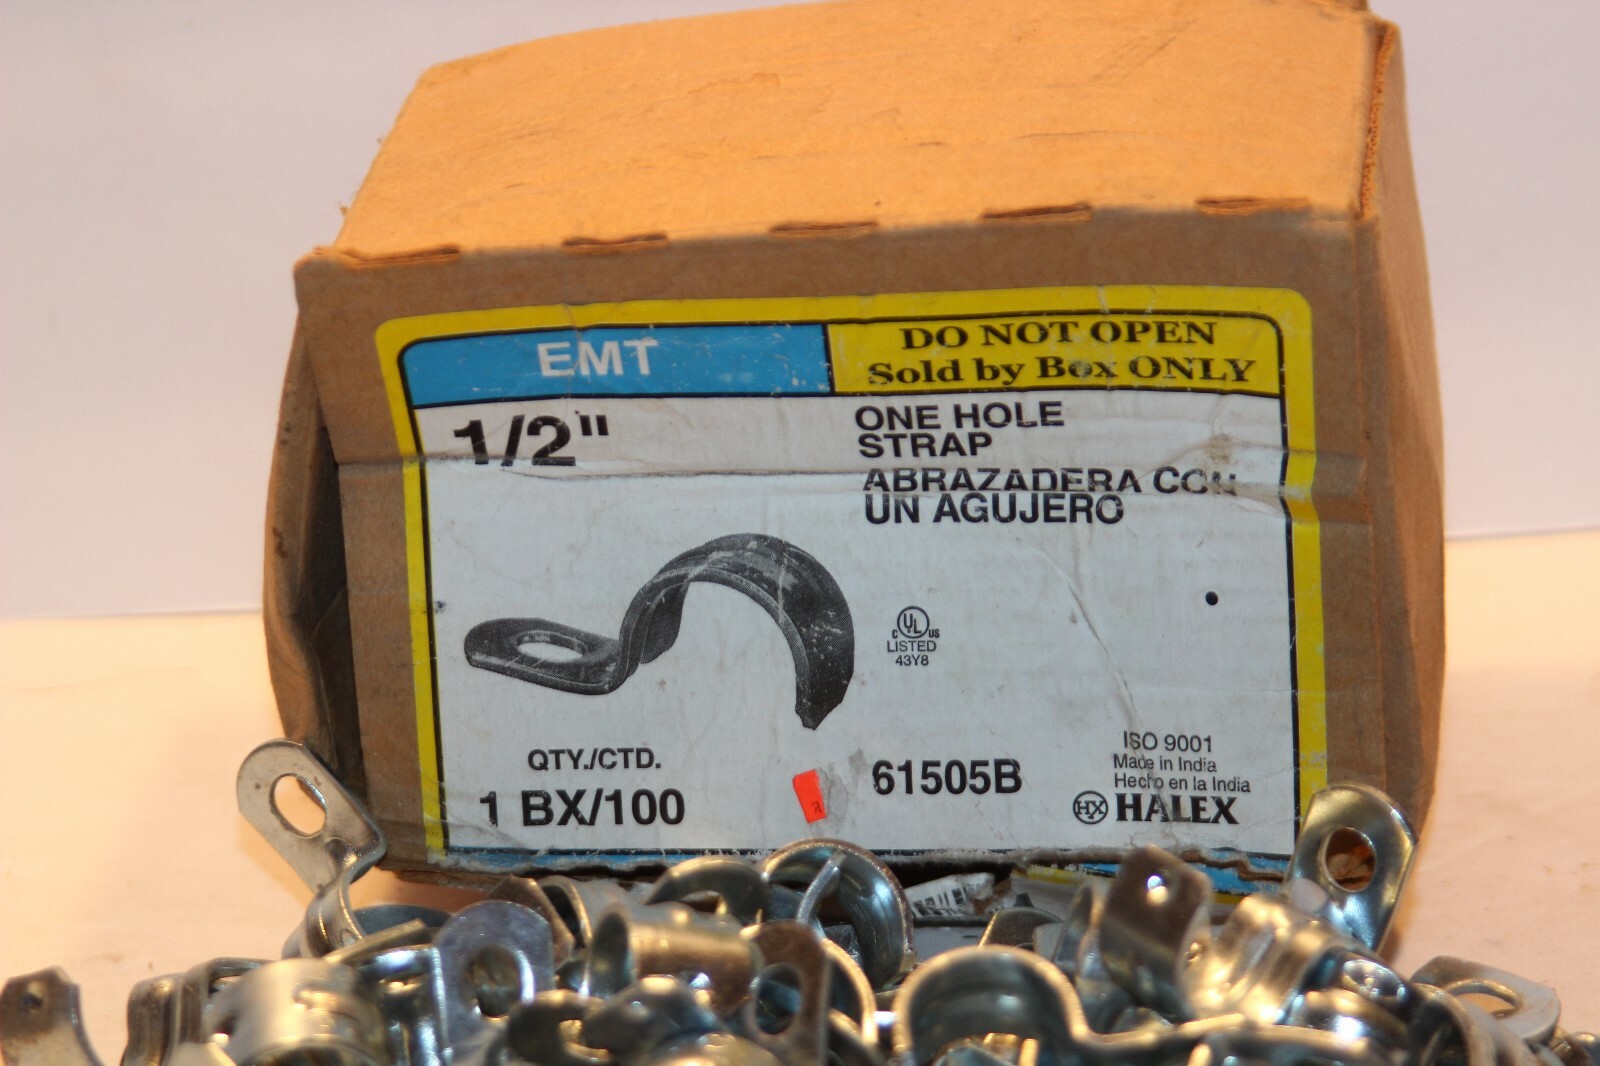 EMT
DO NOT OPEN
Sold by Box ONLY
1/2"
ONE HOLE
STRAP
ABRAZADERA CON
UN AGUJERO
C UL US
LISTED
43Y8
QTY./CTD.
1 BX/100
61505B
ISO 9001
Made in India
Hecho en la India
HX HALEX